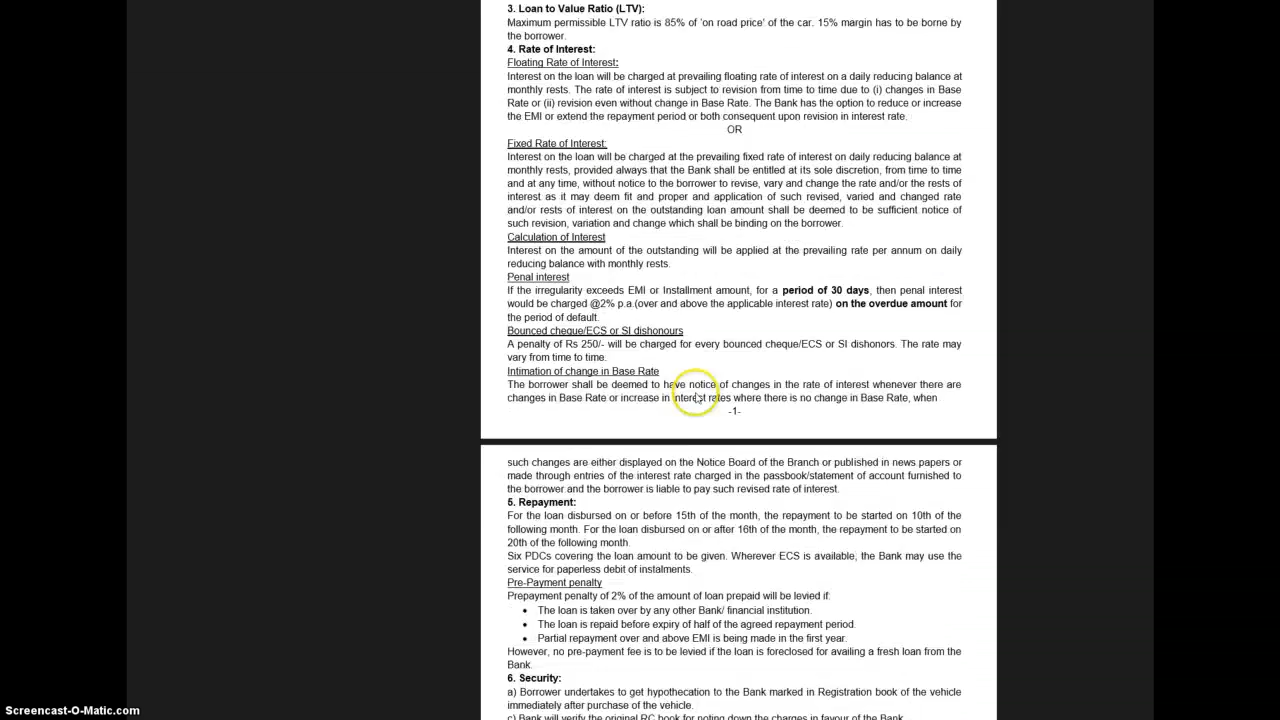 3. Loan to Value Ratio (LTV):
Maximum permissible LTV ratio is 85% of 'on road price' of the car. 15% margin has to be borne by
the borrower.
4. Rate of Interest:
Floating Rate of Interest:
Interest on the loan will be charged at prevailing floating rate of interest on a daily reducing balance at
monthly rests. The rate of interest is subject to revision from time to time due to (i) changes in Base
Rate or (ii) revision even without change in Base Rate. The Bank has the option to reduce or increase
the EMI or extend the repayment period or both consequent upon revision in interest rate.
OR
Fixed Rate of Interest:
Interest on the loan will be charged at the prevailing fixed rate of interest on daily reducing balance at
monthly rests, provided always that the Bank shall be entitled at its sole discretion, from time to time
and at any time, without notice to the borrower to revise, vary and change the rate and/or the rests of
interest as it may deem fit and proper and application of such revised, varied and changed rate
and/or rests of interest on the outstanding loan amount shall be deemed to be sufficient notice of
such revision, variation and change which shall be binding on the borrower.
Calculation of Interest
Interest on the amount of the outstanding will be applied at the prevailing rate per annum on daily
reducing balance with monthly rests.
Penal interest
If the irregularity exceeds EMI or Installment amount, for a period of 30 days, then penal interest
would be charged @2% p.a.(over and above the applicable interest rate) on the overdue amount for
the period of default.
Bounced cheque/ECS or SI dishonours
A penalty of Rs 250/- will be charged for every bounced cheque/ECS or SI dishonors. The rate may
vary from time to time.
Intimation of change in Base Rate
The borrower shall be deemed to have notice of changes in the rate of interest whenever there are
changes in Base Rate or increase in interest rates where there is no change in Base Rate, when
-1-
such changes are either displayed on the Notice Board of the Branch or published in news papers or
made through entries of the interest rate charged in the passbook/statement of account furnished to
the borrower and the borrower is liable to pay such revised rate of interest.
5. Repayment:
For the loan disbursed on or before 15th of the month, the repayment to be started on 10th of the
following month. For the loan disbursed on or after 16th of the month, the repayment to be started on
20th of the following month.
Six PDCs covering the loan amount to be given. Wherever ECS is available, the Bank may use the
service for paperless debit of instalments.
Pre-Payment penalty
Prepayment penalty of 2% of the amount of loan prepaid will be levied if:
• The loan is taken over by any other Bank/ financial institution.
• The loan is repaid before expiry of half of the agreed repayment period.
• Partial repayment over and above EMI is being made in the first year.
However, no pre-payment fee is to be levied if the loan is foreclosed for availing a fresh loan from the
Bank.
6. Security:
a) Borrower undertakes to get hypothecation to the Bank marked in Registration book of the vehicle
immediately after purchase of the vehicle.
c) Bank will verify the original RC book for noting down the charges in favour of the Bank
Screencast-O-Matic.com